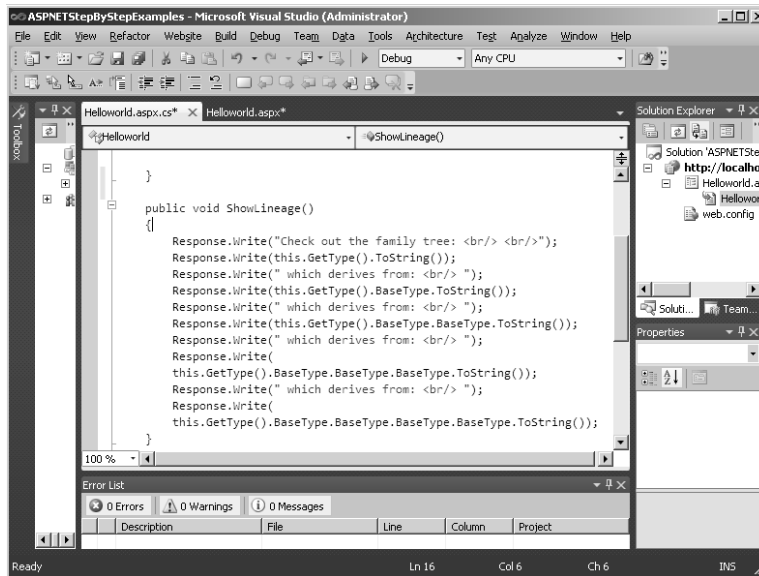 ASPNETStepByStepExamples - Microsoft Visual Studio (Administrator)
File Edit View Refactor Website Build Debug Team Data Tools Architecture Test Analyze Window Help
Debug Any CPU
Toolbox
Helloworld.aspx.cs* Helloworld.aspx*
Helloworld ShowLineage()
}
public void ShowLineage()
{
Response.Write("Check out the family tree: <br/> <br/>");
Response.Write(this.GetType().ToString());
Response.Write(" which derives from: <br/> ");
Response.Write(this.GetType().BaseType.ToString());
Response.Write(" which derives from: <br/> ");
Response.Write(this.GetType().BaseType.BaseType.ToString());
Response.Write(" which derives from: <br/> ");
Response.Write(
this.GetType().BaseType.BaseType.BaseType.ToString());
Response.Write(" which derives from: <br/> ");
Response.Write(
this.GetType().BaseType.BaseType.BaseType.BaseType.ToString());
}
100 %
Solution Explorer
Solution 'ASPNETSte
http://localho
Helloworld.a
Hellowor
web.config
Soluti... Team...
Properties
Error List
0 Errors 0 Warnings 0 Messages
Description File Line Column Project
Ready Ln 16 Col 6 Ch 6 INS